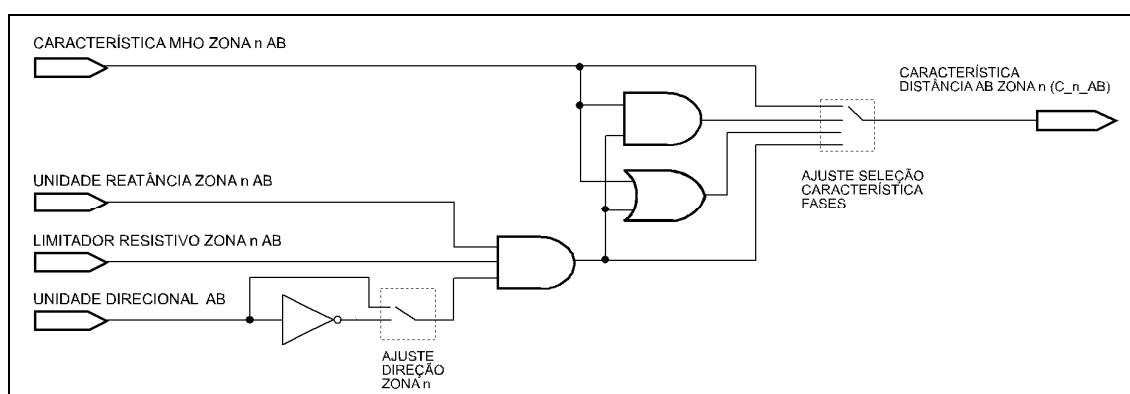 CARACTERÍSTICA MHO ZONA n AB
CARACTERÍSTICA
DISTÂNCIA AB ZONA n (C_n_AB)
UNIDADE REATÂNCIA ZONA n AB
AJUSTE SELEÇÃO
CARACTERÍSTICA
FASES
LIMITADOR RESISTIVO ZONA n AB
UNIDADE DIRECIONAL AB
AJUSTE
DIREÇÃO
ZONA n